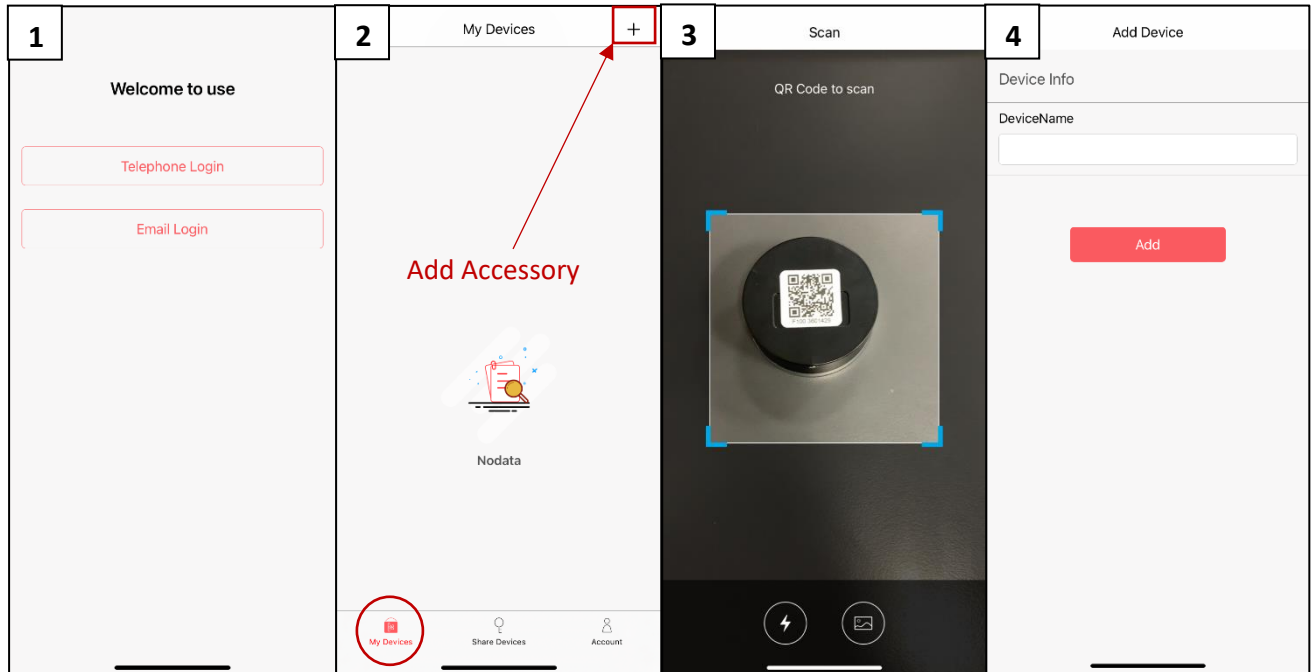 1
Welcome to use
Telephone Login
Email Login
2
My Devices
+
Add Accessory
Nodata
My Devices
Share Devices
Account
3
Scan
QR Code to scan
4
Add Device
Device Info
DeviceName
Add